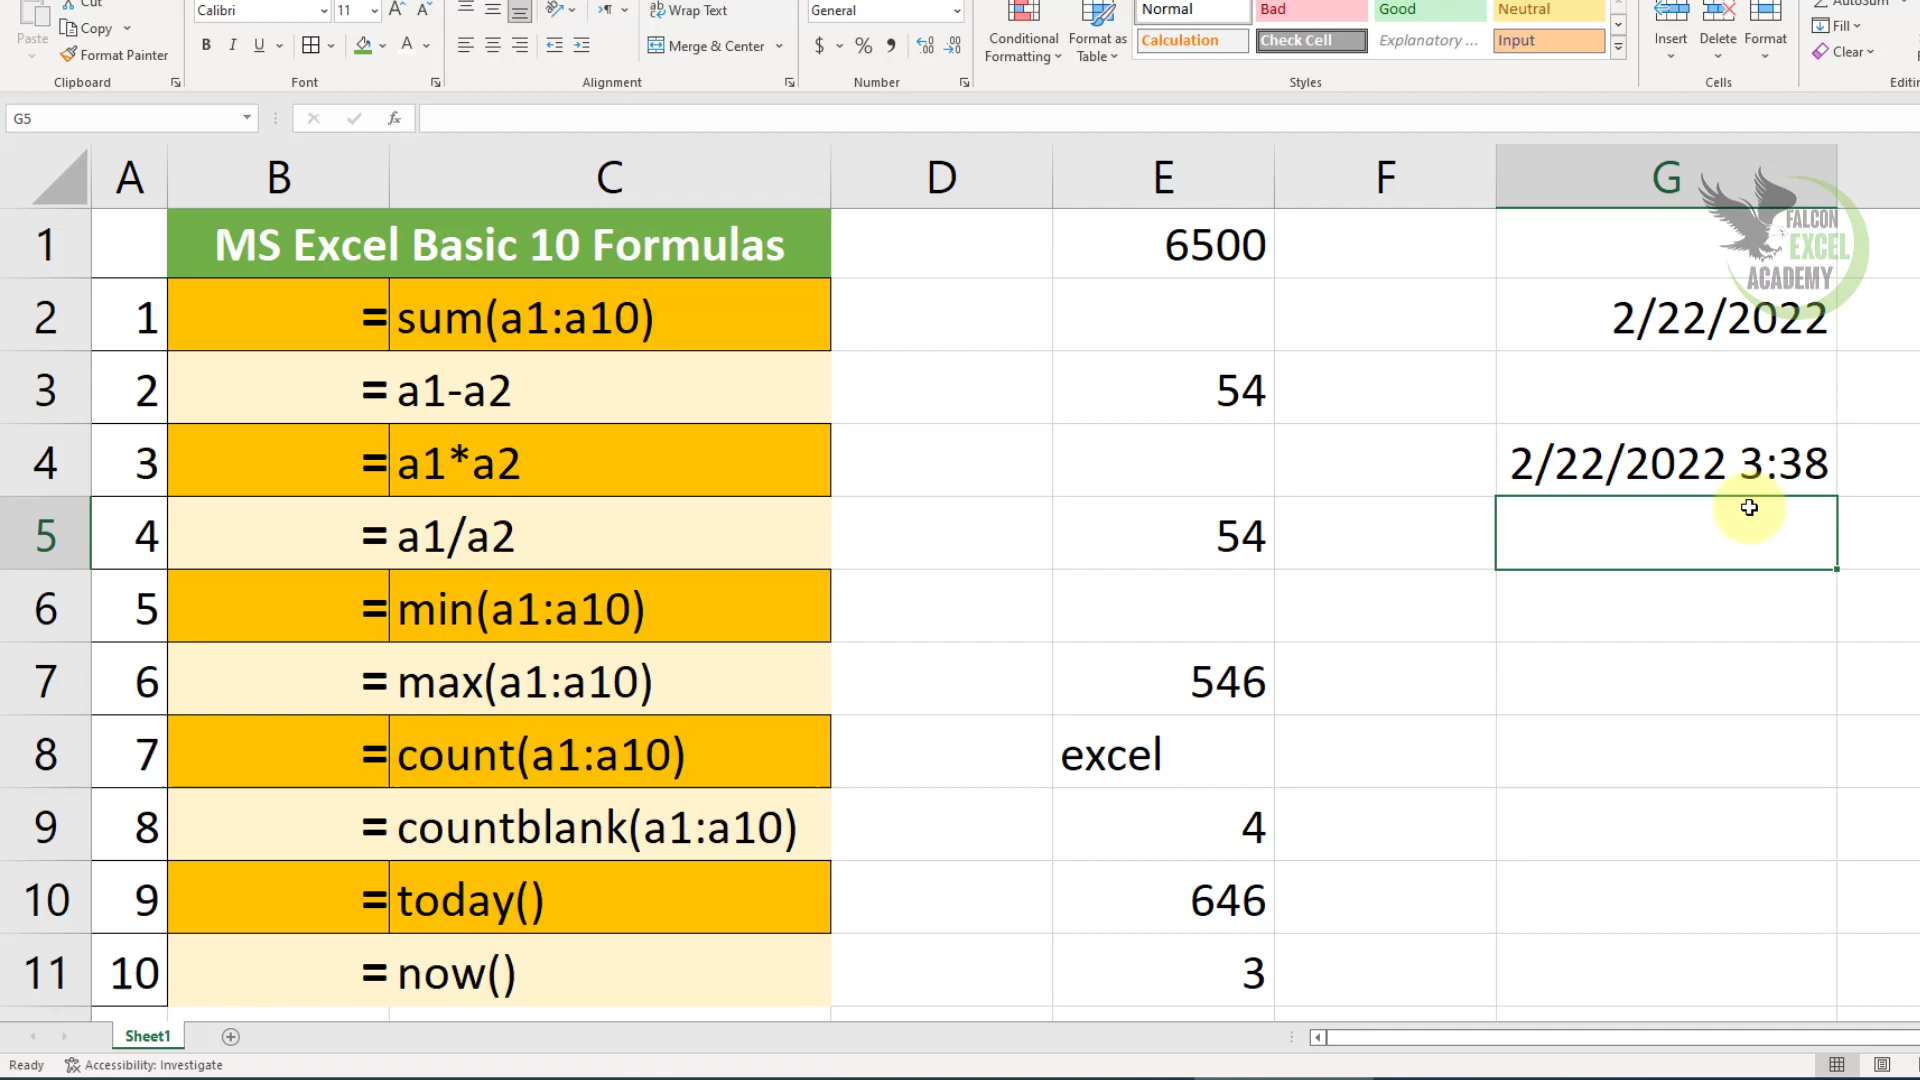 Cut
Calibri
11
Wrap Text
General
Normal
Bad
Good
Neutral
Paste
Copy
Format Painter
B I U
A
Merge & Center
$ % 9
Conditional
Formatting
Format as
Table
Calculation
Check Cell
Explanatory ...
Input
Insert
Delete
Format
Fill
Clear
Clipboard
Font
Alignment
Number
Styles
Cells
G5
fx
A B C D E F G
FALCON
EXCEL
ACADEMY
1 MS Excel Basic 10 Formulas 6500
2 1 = sum(a1:a10) 2/22/2022
3 2 = a1-a2 54
4 3 = a1*a2 2/22/2022 3:38
5 4 = a1/a2 54
6 5 = min(a1:a10)
7 6 = max(a1:a10) 546
8 7 = count(a1:a10) excel
9 8 = countblank(a1:a10) 4
10 9 = today() 646
11 10 = now() 3
Sheet1
Ready
Accessibility: Investigate